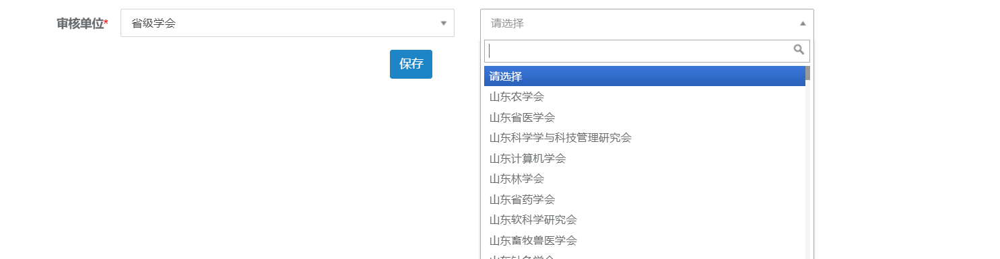 审核单位* 省级学会 请选择
保存
请选择
山东农学会
山东省医学会
山东科学学与科技管理研究会
山东计算机学会
山东林学会
山东省药学会
山东软科学研究会
山东畜牧兽医学会